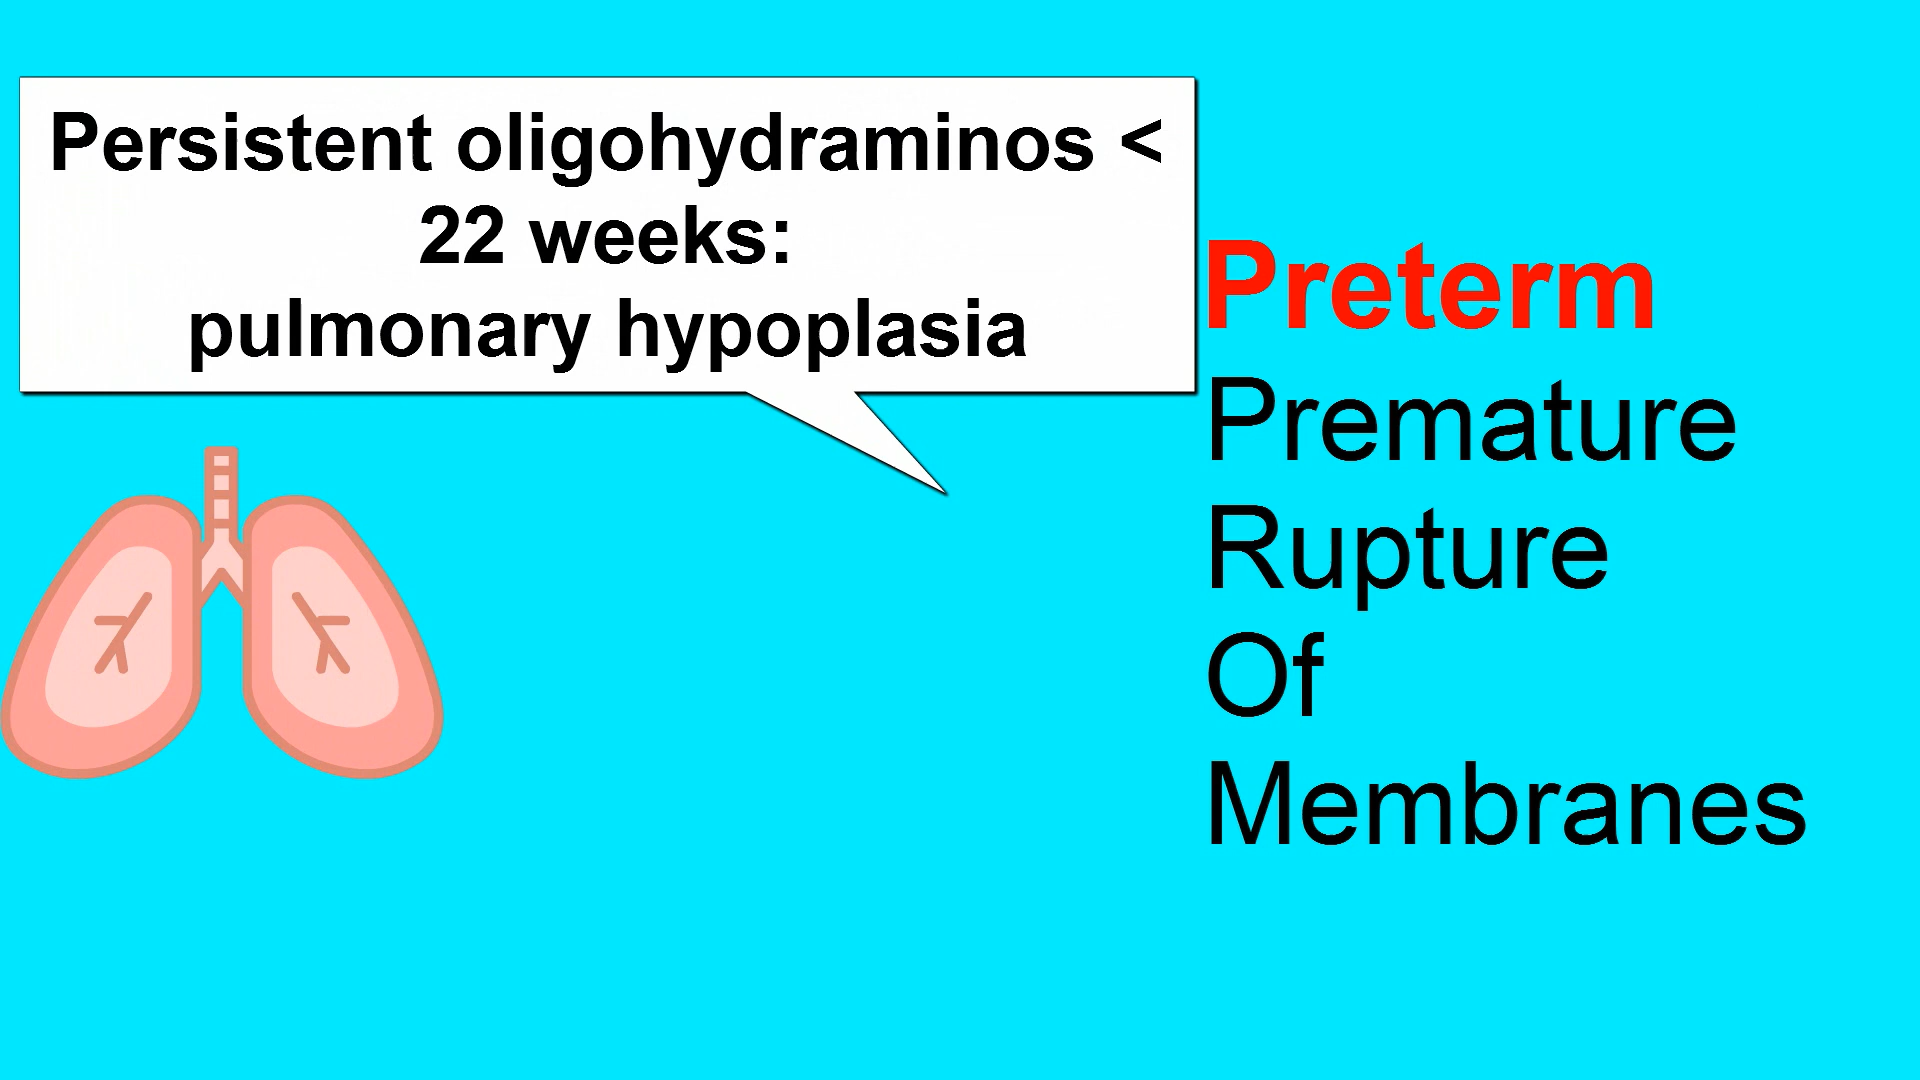 Persistent oligohydraminos <
22 weeks:
pulmonary hypoplasia
Preterm
Premature
Rupture
Of
Membranes